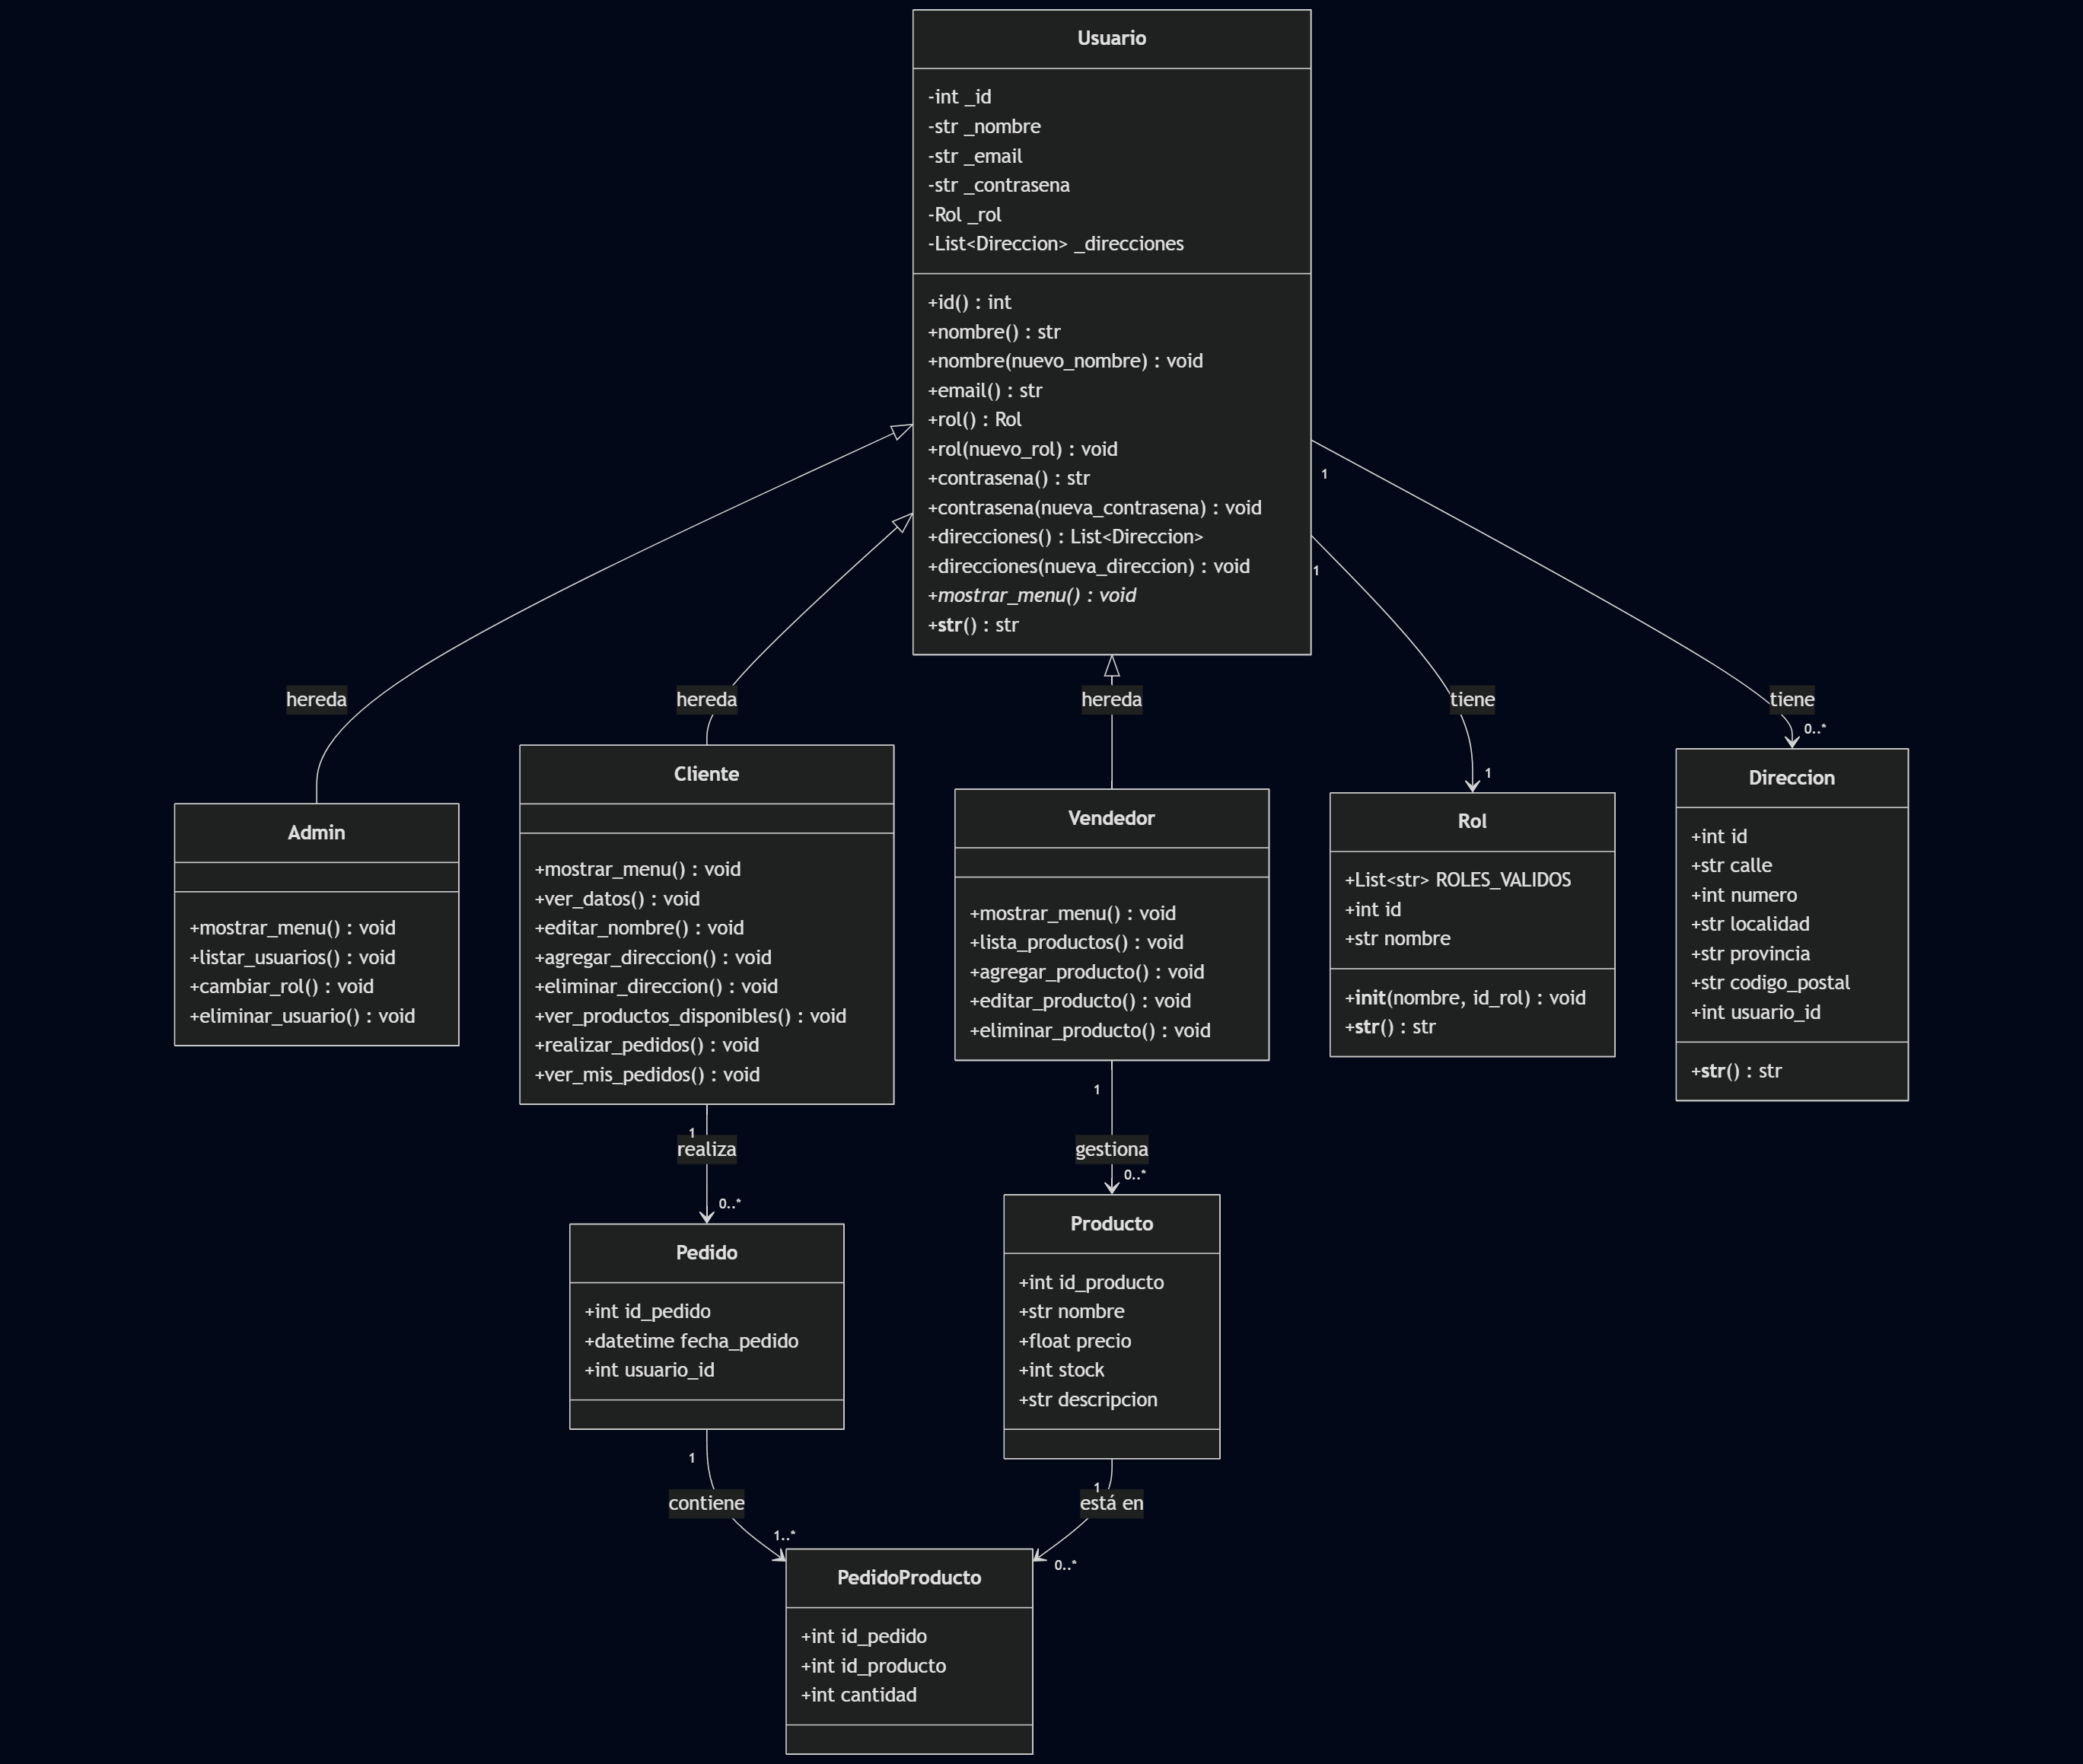 Usuario
-int _id
-str _nombre
-str _email
-str _contrasena
-Rol _rol
-List<Direccion> _direcciones
+id() : int
+nombre() : str
+nombre(nuevo_nombre) : void
+email() : str
+rol() : Rol
+rol(nuevo_rol) : void
+contrasena() : str
+contrasena(nueva_contrasena) : void
+direcciones() : List<Direccion>
+direcciones(nueva_direccion) : void
+mostrar_menu() : void
+str() : str
1
1
hereda
hereda
hereda
tiene
1
tiene
0..*
Admin
+mostrar_menu() : void
+listar_usuarios() : void
+cambiar_rol() : void
+eliminar_usuario() : void
Cliente
+mostrar_menu() : void
+ver_datos() : void
+editar_nombre() : void
+agregar_direccion() : void
+eliminar_direccion() : void
+ver_productos_disponibles() : void
+realizar_pedidos() : void
+ver_mis_pedidos() : void
Vendedor
+mostrar_menu() : void
+lista_productos() : void
+agregar_producto() : void
+editar_producto() : void
+eliminar_producto() : void
Rol
+List<str> ROLES_VALIDOS
+int id
+str nombre
+init(nombre, id_rol) : void
+str() : str
Direccion
+int id
+str calle
+int numero
+str localidad
+str provincia
+str codigo_postal
+int usuario_id
+str() : str
1
realiza
0..*
1
gestiona
0..*
Pedido
+int id_pedido
+datetime fecha_pedido
+int usuario_id
Producto
+int id_producto
+str nombre
+float precio
+int stock
+str descripcion
1
contiene
1..*
1
está en
0..*
PedidoProducto
+int id_pedido
+int id_producto
+int cantidad